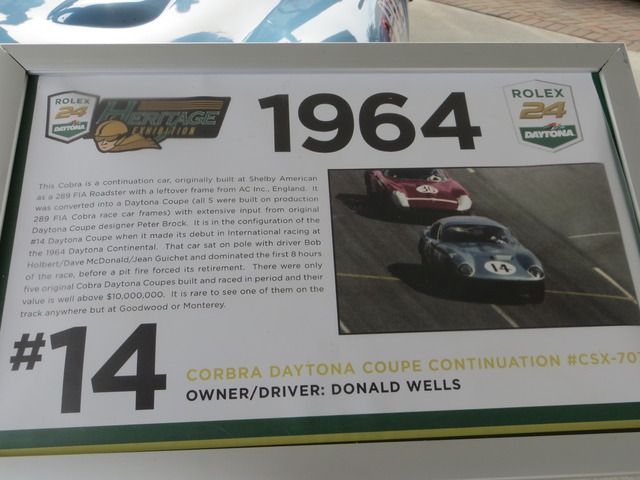 ROLEX
24
DAYTONA
HERITAGE
EXHIBITION
1964
ROLEX
24
At
DAYTONA
This Cobra is a continuation car, originally built at Shelby American
as a 289 FIA Roadster with a leftover frame from AC Inc., England. It
was converted into a Daytona Coupe (all 5 were built on production
289 FIA Cobra race car frames) with extensive input from original
Daytona Coupe designer Peter Brock. It is in the configuration of the
#14 Daytona Coupe when it made its debut in International racing at
the 1964 Daytona Continental. That car sat on pole with driver Bob
Holbert/Dave McDonald/Jean Guichet and dominated the first 8 hours
of the race, before a pit fire forced its retirement. There were only
five original Cobra Daytona Coupes built and raced in period and their
value is well above $10,000,000. It is rare to see one of them on the
track anywhere but at Goodwood or Monterey.
14
#14
CORBRA DAYTONA COUPE CONTINUATION #CSX-70
OWNER/DRIVER: DONALD WELLS